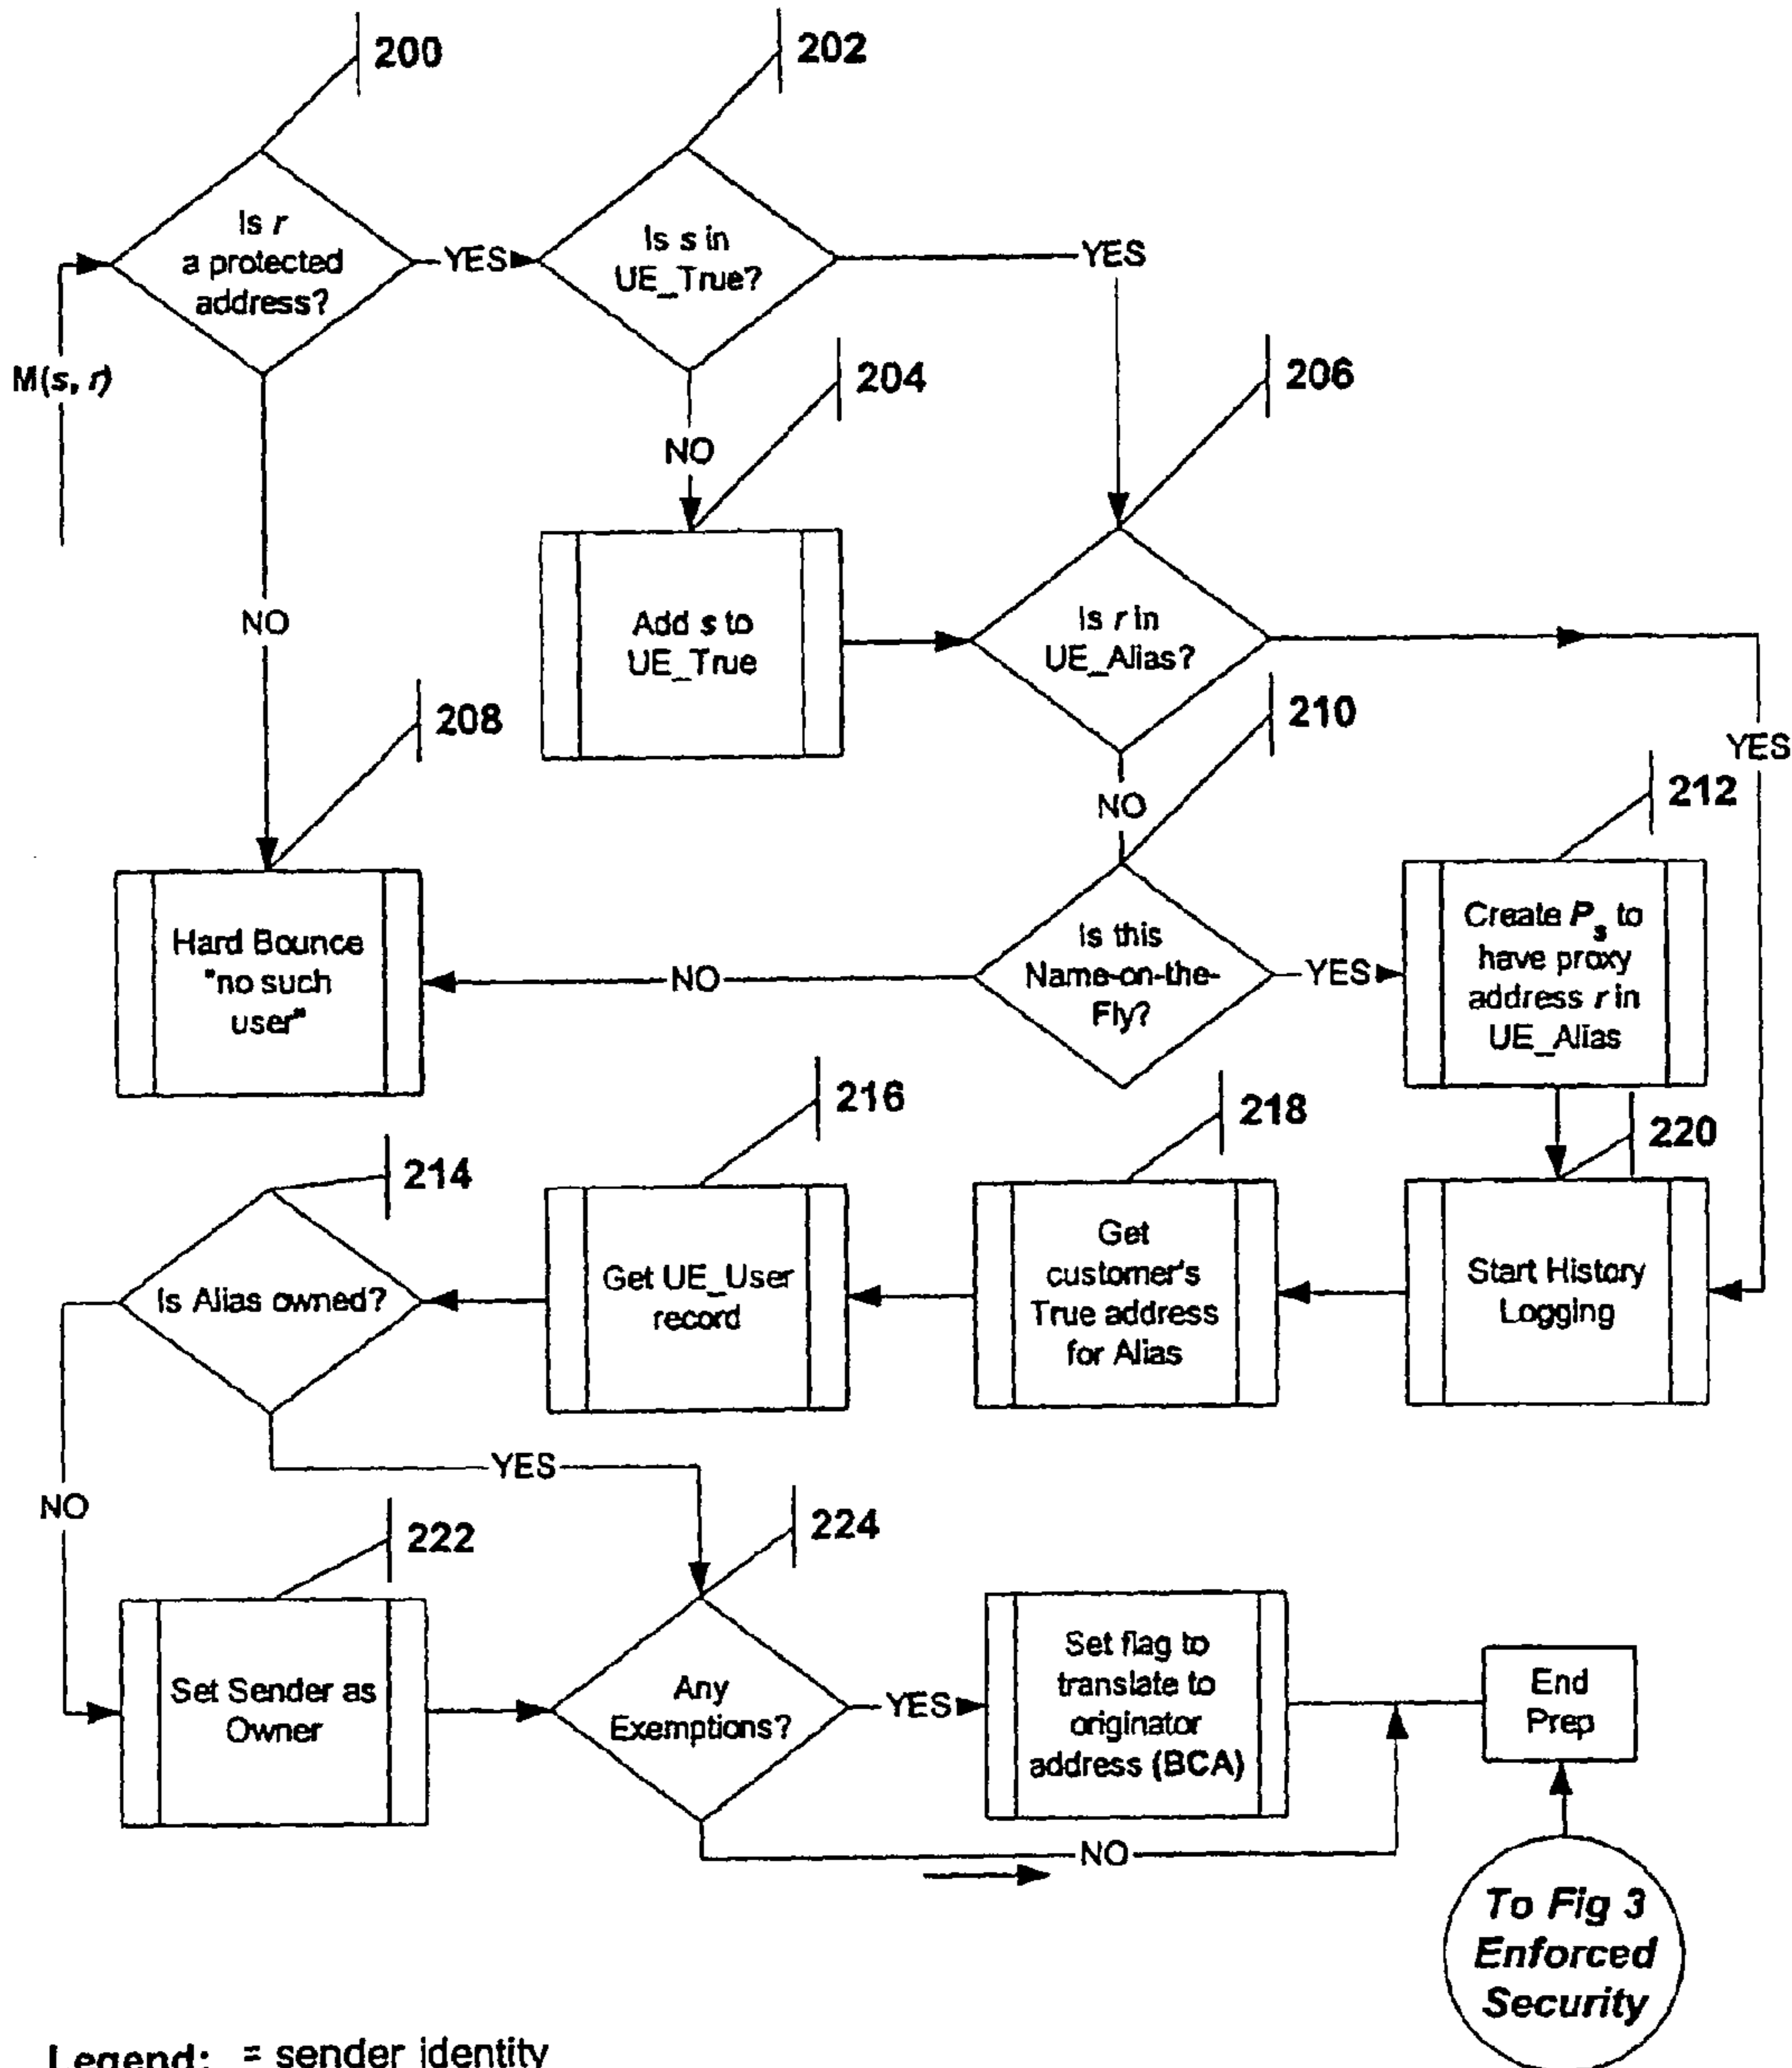 200
202
Is r
a protected
address?
YES
Is s in
UE_True?
YES
M(s, r)
NO
204
206
NO
Add s to
UE_True
Is r in
UE_Alias?
YES
208
210
NO
212
Hard Bounce
"no such
user"
NO
Is this
Name-on-the-
Fly?
YES
Create Ps to
have proxy
address r in
UE_Alias
214
216
218
220
Is Alias owned?
Get UE_User
record
Get
customer's
True address
for Alias
Start History
Logging
YES
NO
222
224
Set Sender as
Owner
Any
Exemptions?
YES
Set flag to
translate to
originator
address (BCA)
End
Prep
NO
To Fig 3
Enforced
Security
Legend: = sender identity